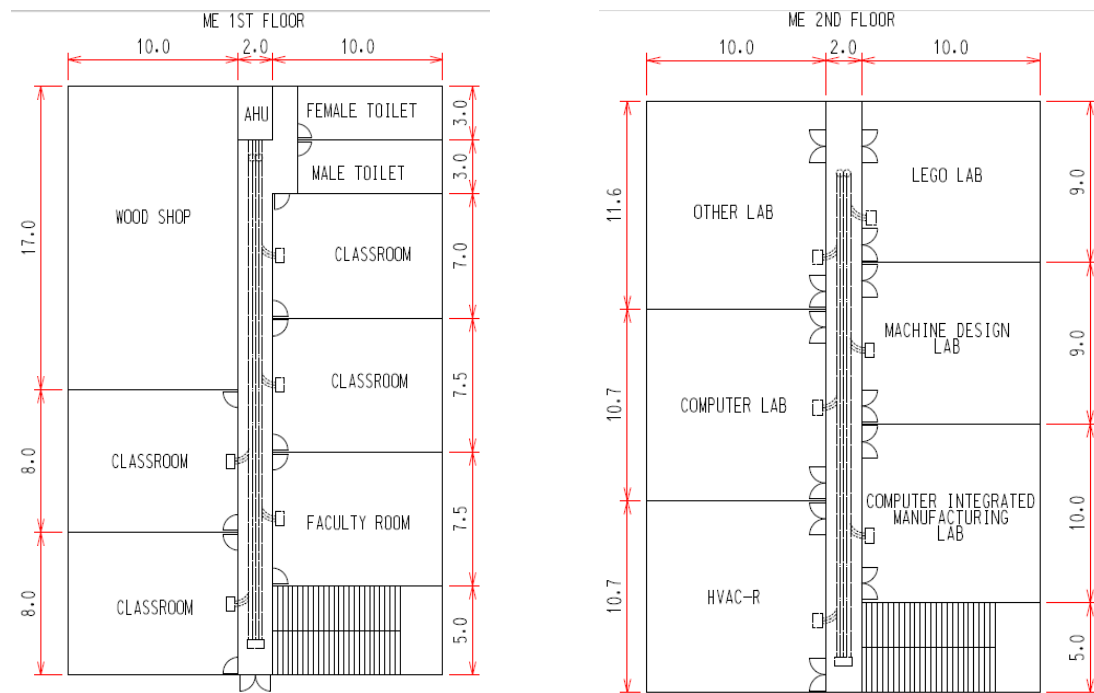 ME 1ST FLOOR
10.0
2.0
10.0
AHU
FEMALE TOILET
3.0
MALE TOILET
3.0
WOOD SHOP
17.0
CLASSROOM
7.0
CLASSROOM
7.5
CLASSROOM
8.0
FACULTY ROOM
7.5
CLASSROOM
8.0
5.0
ME 2ND FLOOR
10.0
2.0
10.0
LEGO LAB
9.0
OTHER LAB
11.6
MACHINE DESIGN
LAB
9.0
COMPUTER LAB
10.7
COMPUTER INTEGRATED
MANUFACTURING
LAB
10.0
HVAC-R
10.7
5.0